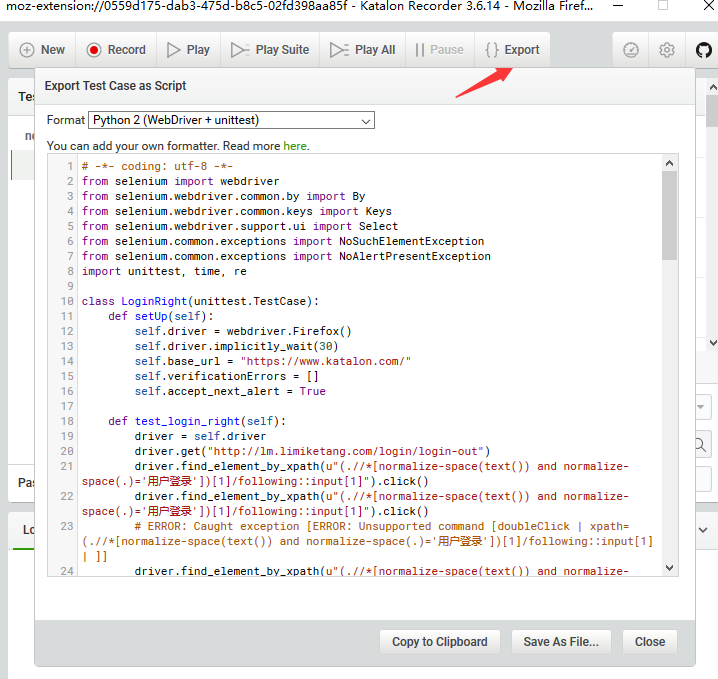 moz-extension://0559d175-dab3-475d-b8c5-02fd398aa85f - Katalon Recorder 3.6.14 - Mozilla Firef...
New Record Play Play Suite Play All Pause {} Export
Export Test Case as Script
Format Python 2 (WebDriver + unittest)
You can add your own formatter. Read more here.
1 # -*- coding: utf-8 -*-
2 from selenium import webdriver
3 from selenium.webdriver.common.by import By
4 from selenium.webdriver.common.keys import Keys
5 from selenium.webdriver.support.ui import Select
6 from selenium.common.exceptions import NoSuchElementException
7 from selenium.common.exceptions import NoAlertPresentException
8 import unittest, time, re
9
10 class LoginRight(unittest.TestCase):
11 def setUp(self):
12 self.driver = webdriver.Firefox()
13 self.driver.implicitly_wait(30)
14 self.base_url = "https://www.katalon.com/"
15 self.verificationErrors = []
16 self.accept_next_alert = True
17
18 def test_login_right(self):
19 driver = self.driver
20 driver.get("http://lm.limiketang.com/login/login-out")
21 driver.find_element_by_xpath(u"(.//*[normalize-space(text()) and normalize-
space(.)='用户登录'])[1]/following::input[1]").click()
22 driver.find_element_by_xpath(u"(.//*[normalize-space(text()) and normalize-
space(.)='用户登录'])[1]/following::input[1]").click()
23 # ERROR: Caught exception [ERROR: Unsupported command [doubleClick | xpath=
(.//*[normalize-space(text()) and normalize-space(.)='用户登录'])[1]/following::input[1]
| ]]
24 driver.find_element_by_xpath(u"(.//*[normalize-space(text()) and normalize-
Copy to Clipboard Save As File... Close